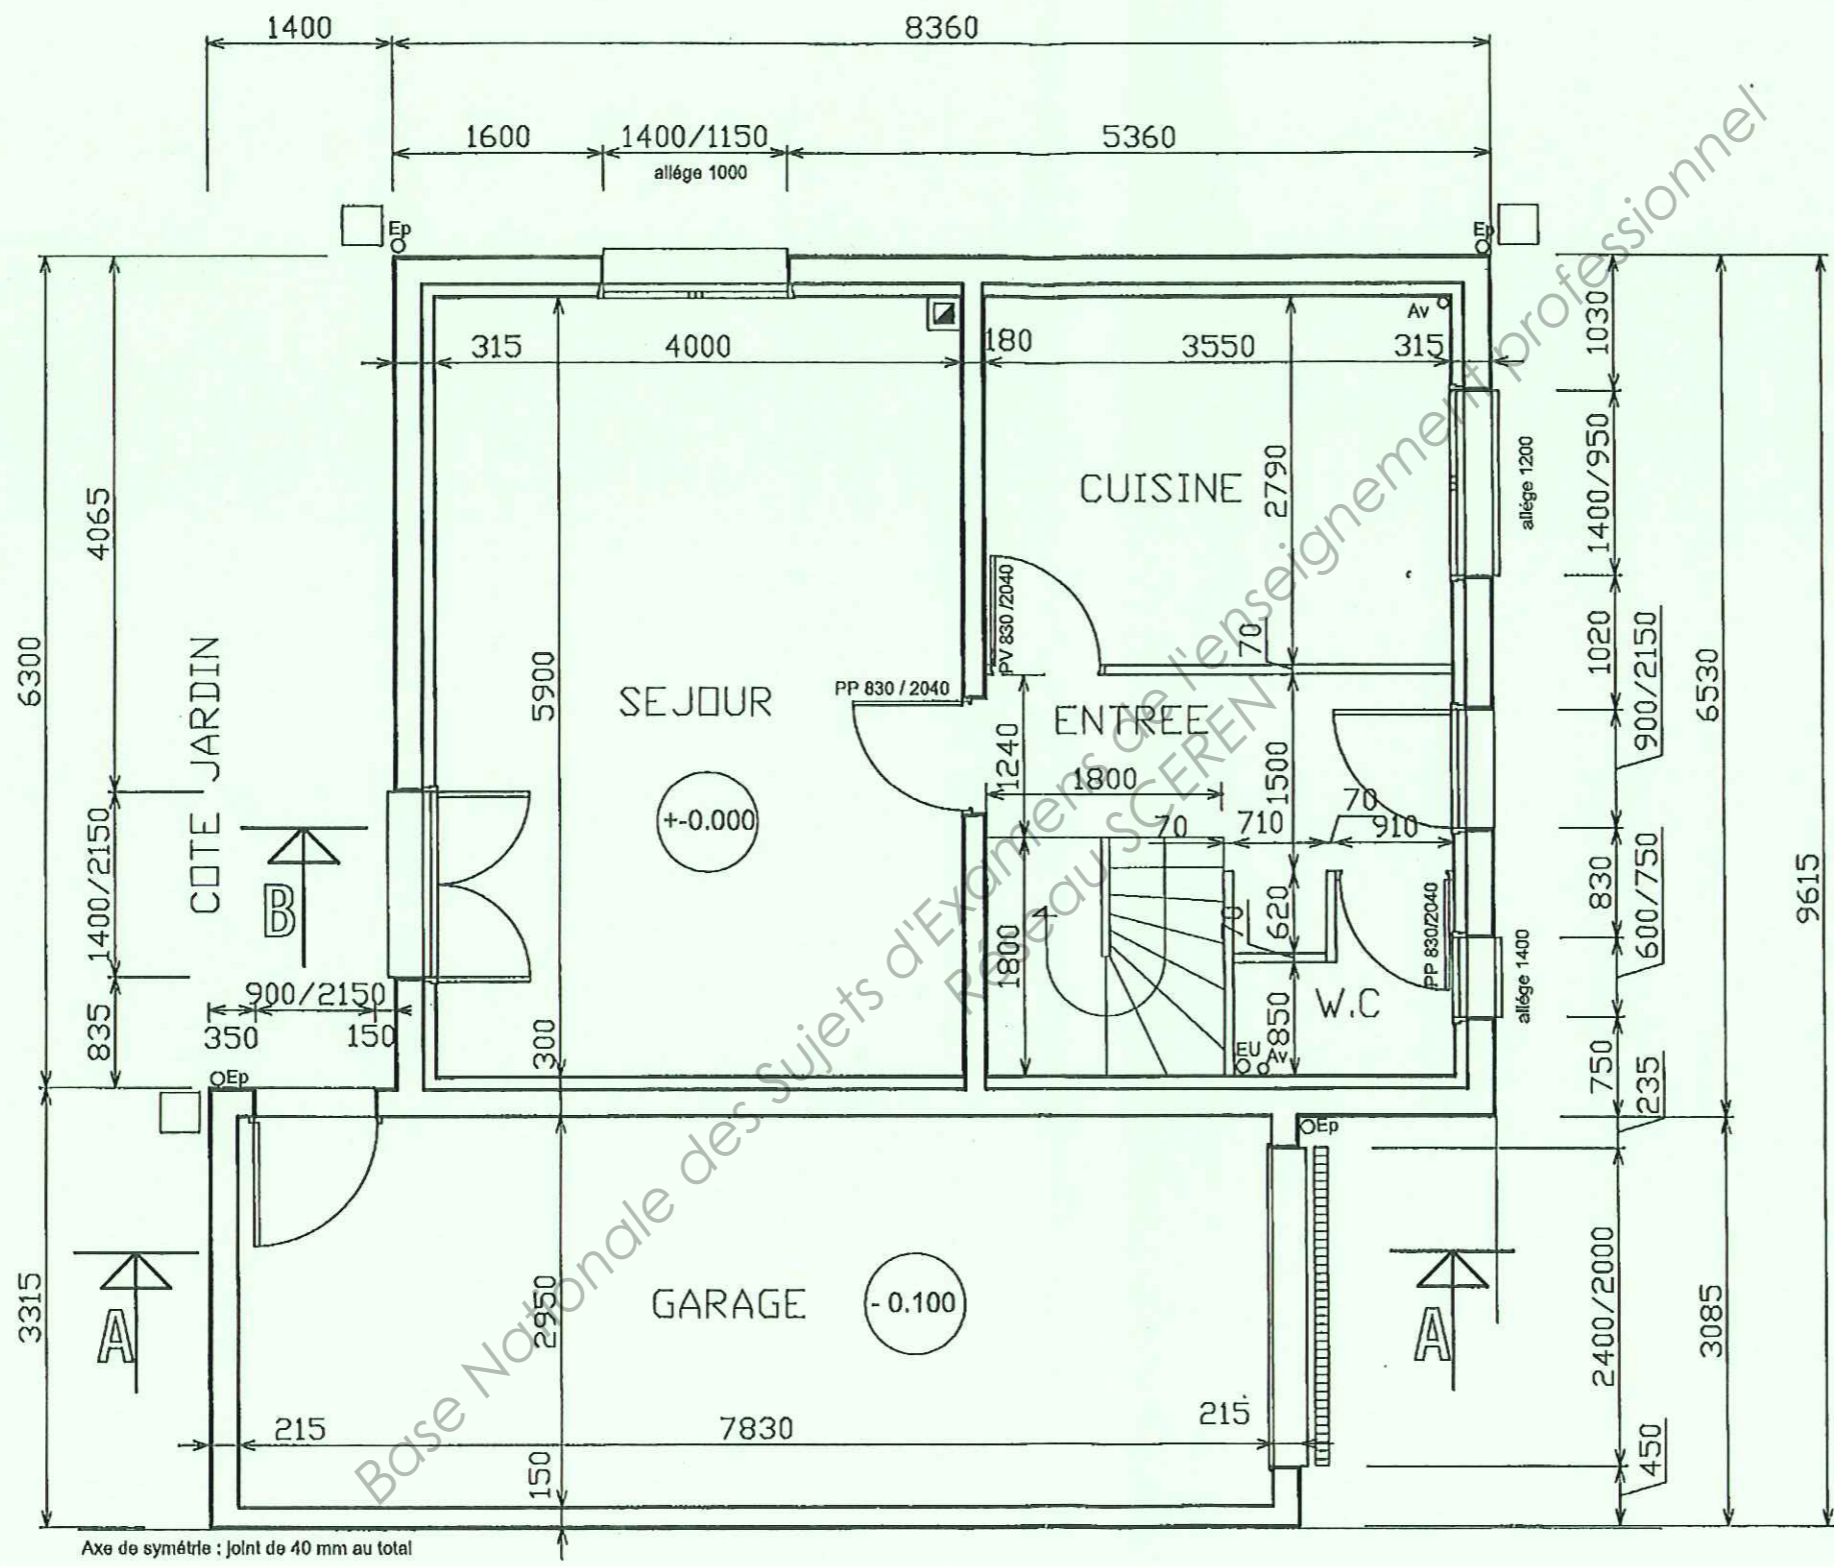 1400
8360
1600
1400/1150
5360
allége 1000
Ep
Ep
315
4000
180
3550
315
Av
1030
CUISINE
2790
allége 1200
1400/950
4065
PV 830 /2040
70
1020
900/2150
6300
COTE JARDIN
5900
SEJOUR
PP 830 / 2040
ENTREE
6530
1240
1800
1500
+-0.000
70
710
70
910
1400/2150
B
1800
70
620
PP 830/2040
830
600/750
9615
allége 1400
W.C
835
900/2150
350
150
300
EU
Av
850
750
235
Ep
Ep
3315
A
GARAGE
- 0.100
2950
A
2400/2000
3085
215
7830
215
150
450
Axe de symétrie : joint de 40 mm au total
Base Nationale des Sujets d'Examens de l'enseignement professionnel
Réseau SCEREN